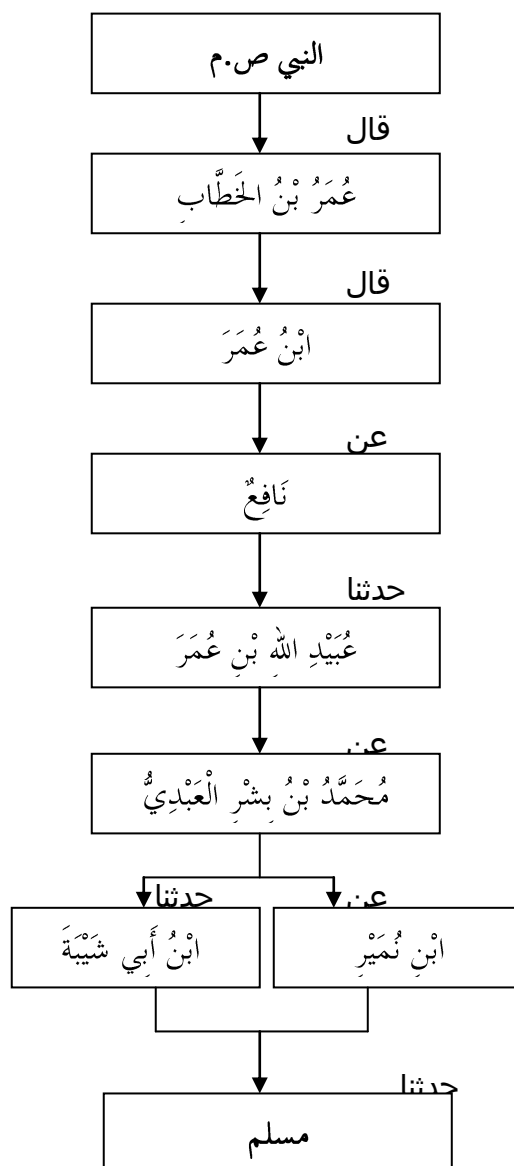 النبي ص.م
قال
عُمَرُ بْنُ الخَطَّابِ
قال
ابْنُ عُمَرَ
عن
نَافِعٌ
حدثنا
عُبَيْدِ اللهِ بْنِ عُمَرَ
عن
مُحَمَّدُ بْنُ بِشْرٍ الْعَبْدِيُّ
عن
حدثنا
ابْنِ نُمَيْرٍ
ابْنُ أَبِي شَيْبَةَ
حدثنا
مسلم